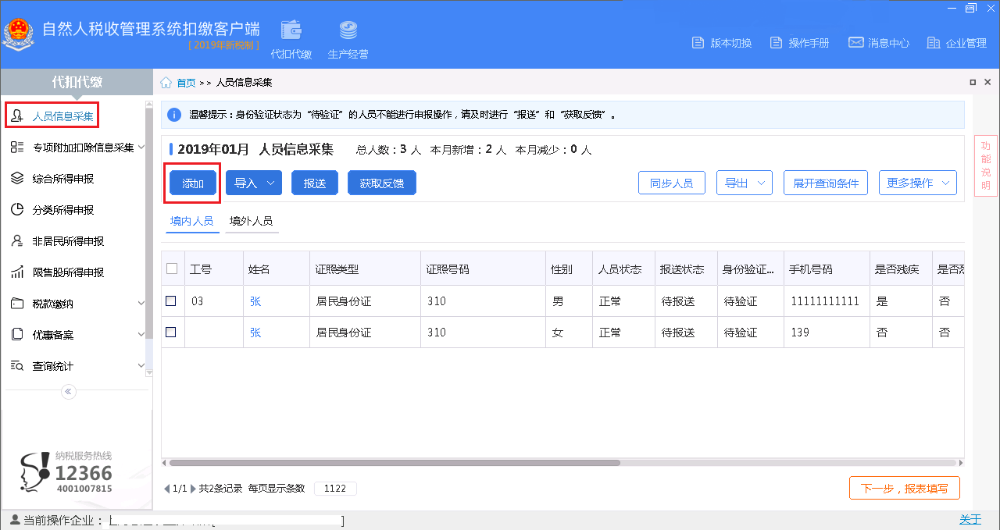 自然人税收管理系统扣缴客户端
[ 2019年新税制 ]
代扣代缴
生产经营
版本切换
操作手册
消息中心
企业管理
代扣代缴
首页 >> 人员信息采集
人员信息采集
专项附加扣除信息采集
综合所得申报
分类所得申报
非居民所得申报
限售股所得申报
税款缴纳
优惠备案
查询统计
纳税服务热线
12366
4001007815
温馨提示：身份验证状态为“待验证”的人员不能进行申报操作，请及时进行“报送”和“获取反馈”。
2019年01月 人员信息采集 总人数：3 人 本月新增：2 人 本月减少：0 人
添加 导入 报送 获取反馈 同步人员 导出 展开查询条件 更多操作
功能说明
境内人员 境外人员
工号 姓名 证照类型 证照号码 性别 人员状态 报送状态 身份验证... 手机号码 是否残疾 是否烈
03 张 居民身份证 310 男 正常 待报送 待验证 11111111111 是 否
张 居民身份证 310 女 正常 待报送 待验证 139 否 否
1/1 共2条记录 每页显示条数 1122
下一步，报表填写
当前操作企业： ]
关于